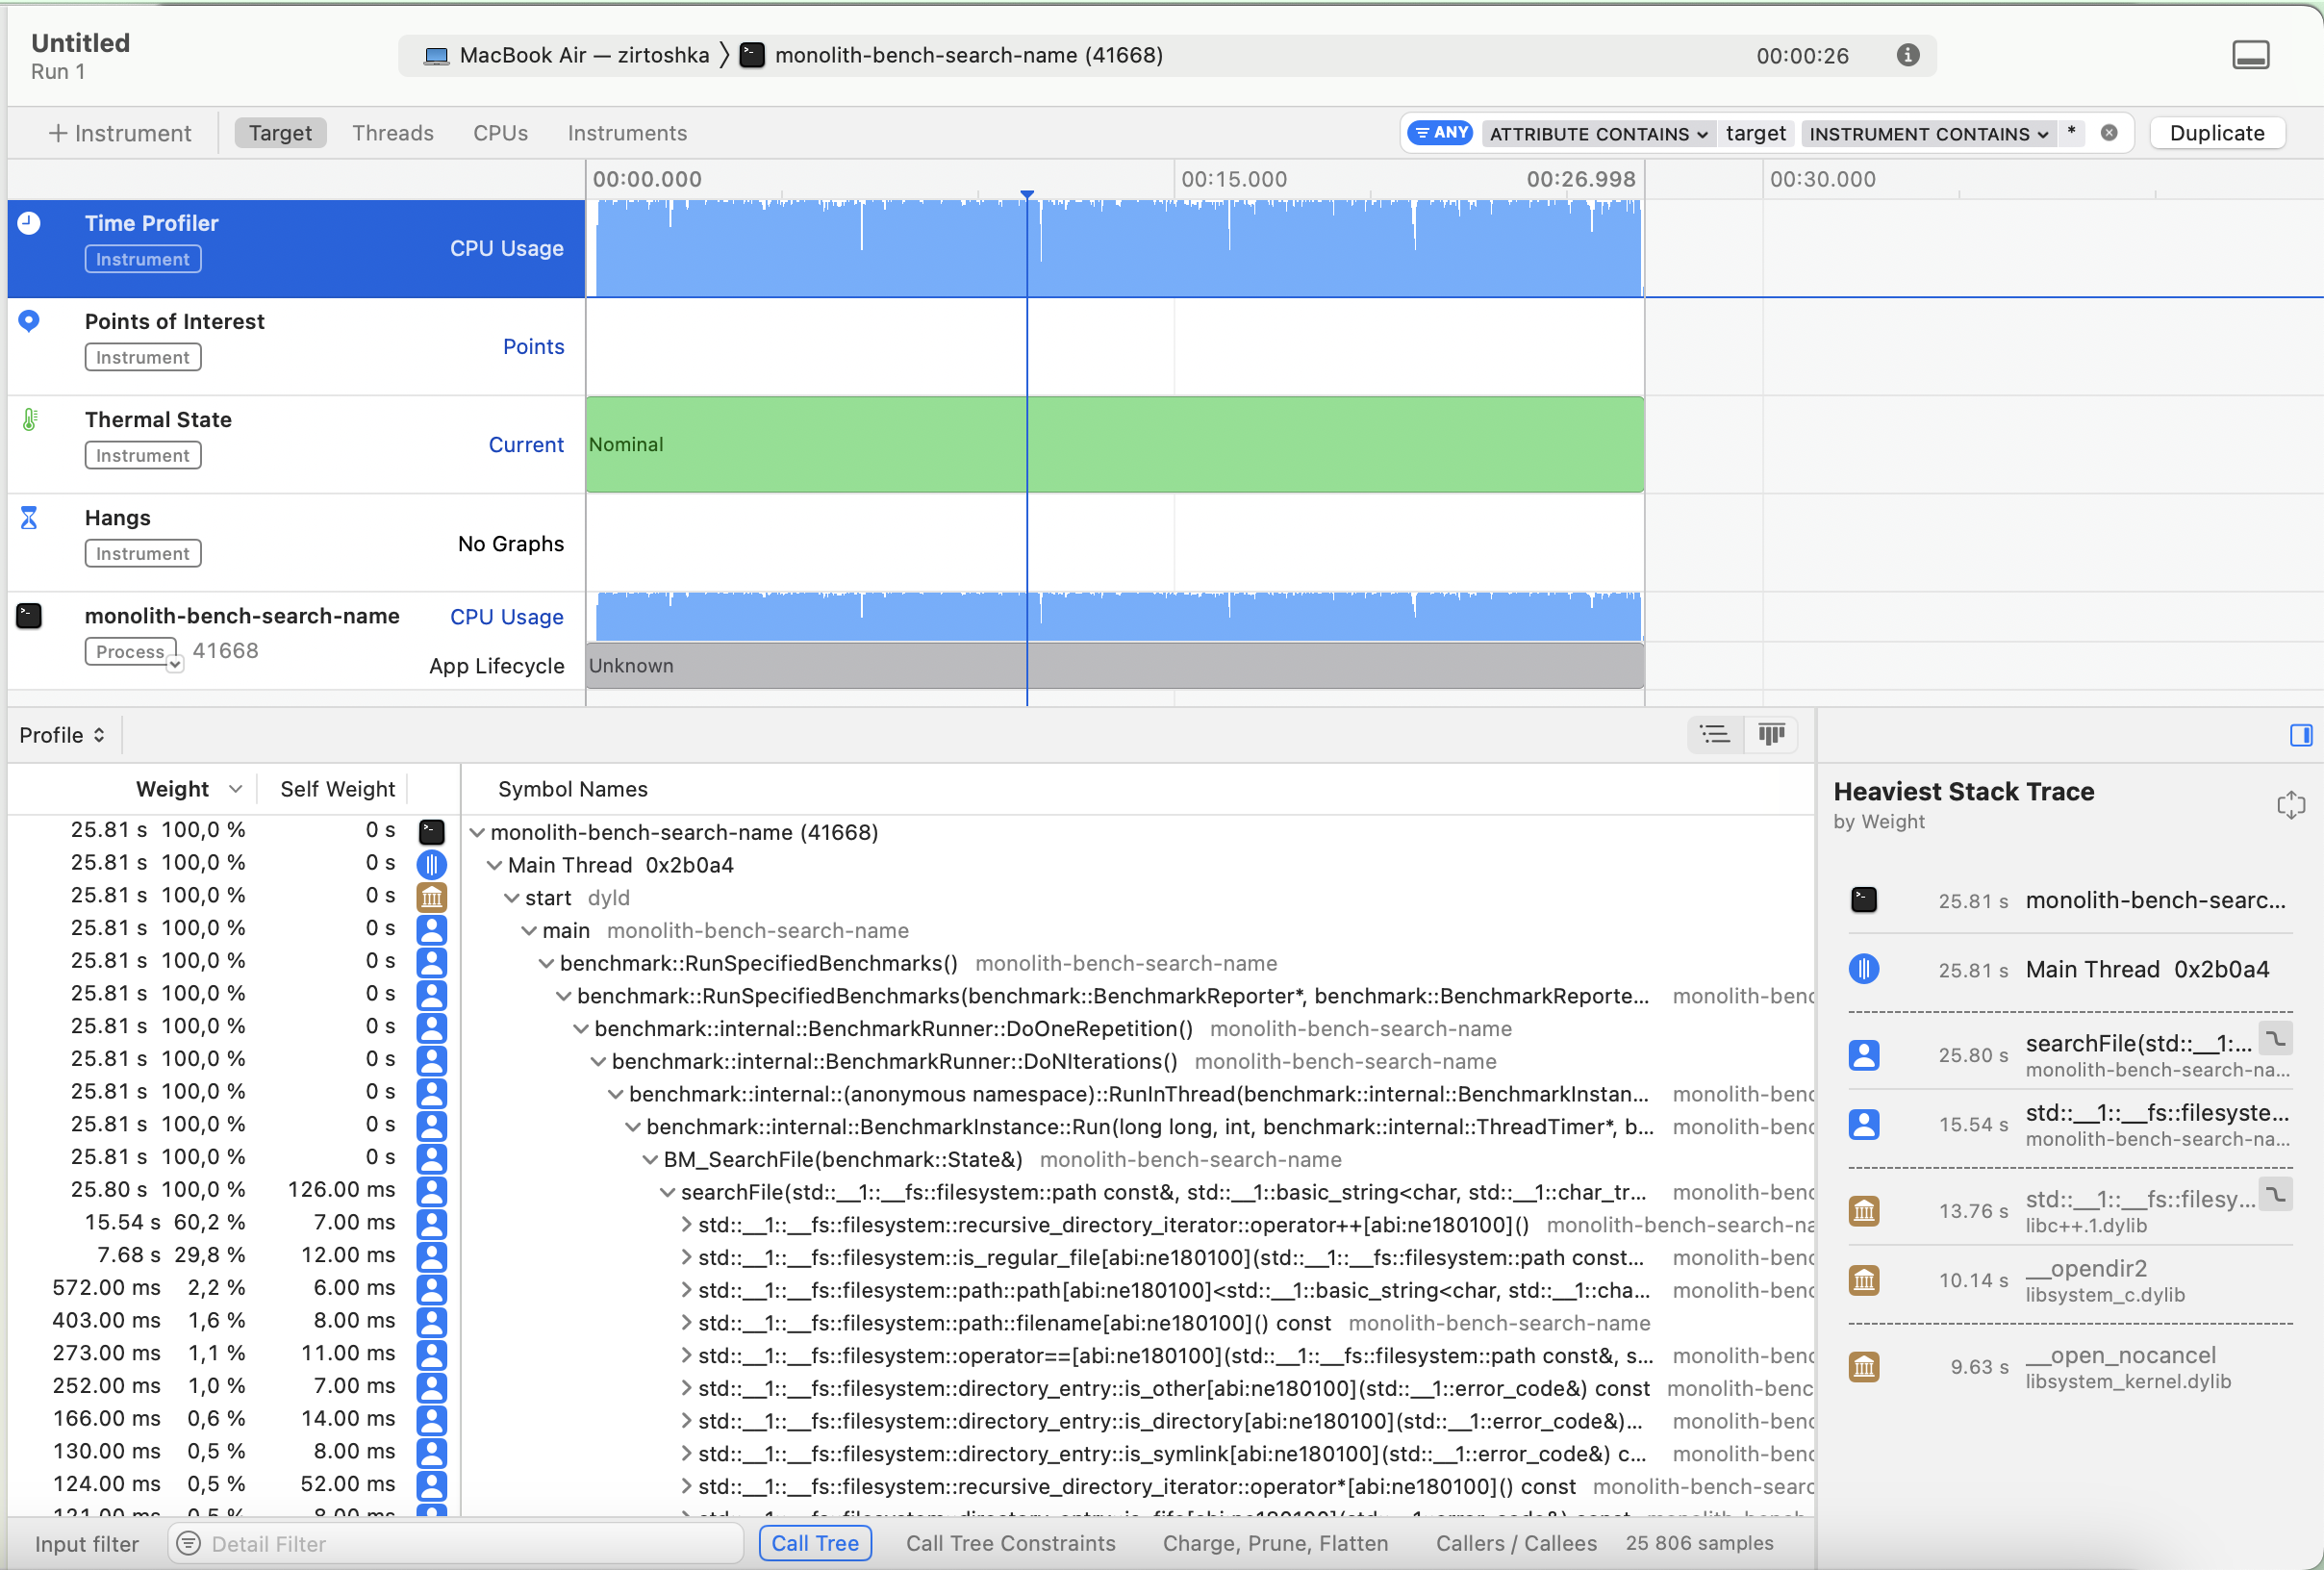 Untitled
Run 1
MacBook Air — zirtoshka 〉 monolith-bench-search-name (41668) 00:00:26
+ Instrument Target Threads CPUs Instruments ANY ATTRIBUTE CONTAINS target INSTRUMENT CONTAINS * Duplicate
00:00.000 00:15.000 00:26.998 00:30.000
Time Profiler
Instrument
CPU Usage
Points of Interest
Instrument
Points
Thermal State
Instrument
Current
Nominal
Hangs
Instrument
No Graphs
monolith-bench-search-name CPU Usage
Process 41668
App Lifecycle
Unknown
Profile
Weight Self Weight Symbol Names
25.81 s 100,0 % 0 s monolith-bench-search-name (41668)
25.81 s 100,0 % 0 s Main Thread 0x2b0a4
25.81 s 100,0 % 0 s start dyld
25.81 s 100,0 % 0 s main monolith-bench-search-name
25.81 s 100,0 % 0 s benchmark::RunSpecifiedBenchmarks() monolith-bench-search-name
25.81 s 100,0 % 0 s benchmark::RunSpecifiedBenchmarks(benchmark::BenchmarkReporter*, benchmark::BenchmarkReporte... monolith-benc
25.81 s 100,0 % 0 s benchmark::internal::BenchmarkRunner::DoOneRepetition() monolith-bench-search-name
25.81 s 100,0 % 0 s benchmark::internal::BenchmarkRunner::DoNIterations() monolith-bench-search-name
25.81 s 100,0 % 0 s benchmark::internal::(anonymous namespace)::RunInThread(benchmark::internal::BenchmarkInstan... monolith-benc
25.81 s 100,0 % 0 s benchmark::internal::BenchmarkInstance::Run(long long, int, benchmark::internal::ThreadTimer*, b... monolith-benc
25.81 s 100,0 % 0 s BM_SearchFile(benchmark::State&) monolith-bench-search-name
25.80 s 100,0 % 126.00 ms searchFile(std::__1::__fs::filesystem::path const&, std::__1::basic_string<char, std::__1::char_tr... monolith-benc
15.54 s 60,2 % 7.00 ms std::__1::__fs::filesystem::recursive_directory_iterator::operator++[abi:ne180100]() monolith-bench-search-na
7.68 s 29,8 % 12.00 ms std::__1::__fs::filesystem::is_regular_file[abi:ne180100](std::__1::__fs::filesystem::path const... monolith-benc
572.00 ms 2,2 % 6.00 ms std::__1::__fs::filesystem::path::path[abi:ne180100]<std::__1::basic_string<char, std::__1::cha... monolith-benc
403.00 ms 1,6 % 8.00 ms std::__1::__fs::filesystem::path::filename[abi:ne180100]() const monolith-bench-search-name
273.00 ms 1,1 % 11.00 ms std::__1::__fs::filesystem::operator==[abi:ne180100](std::__1::__fs::filesystem::path const&, s... monolith-benc
252.00 ms 1,0 % 7.00 ms std::__1::__fs::filesystem::directory_entry::is_other[abi:ne180100](std::__1::error_code&) const monolith-benc
166.00 ms 0,6 % 14.00 ms std::__1::__fs::filesystem::directory_entry::is_directory[abi:ne180100](std::__1::error_code&)... monolith-benc
130.00 ms 0,5 % 8.00 ms std::__1::__fs::filesystem::directory_entry::is_symlink[abi:ne180100](std::__1::error_code&) c... monolith-benc
124.00 ms 0,5 % 52.00 ms std::__1::__fs::filesystem::recursive_directory_iterator::operator*[abi:ne180100]() const monolith-bench-searc
Heaviest Stack Trace
by Weight
25.81 s monolith-bench-searc...
25.81 s Main Thread 0x2b0a4
25.80 s searchFile(std::__1:...
monolith-bench-search-na...
15.54 s std::__1::__fs::filesyste...
monolith-bench-search-na...
13.76 s std::__1::__fs::filesy...
libc++.1.dylib
10.14 s __opendir2
libsystem_c.dylib
9.63 s __open_nocancel
libsystem_kernel.dylib
Input filter Detail Filter Call Tree Call Tree Constraints Charge, Prune, Flatten Callers / Callees 25 806 samples